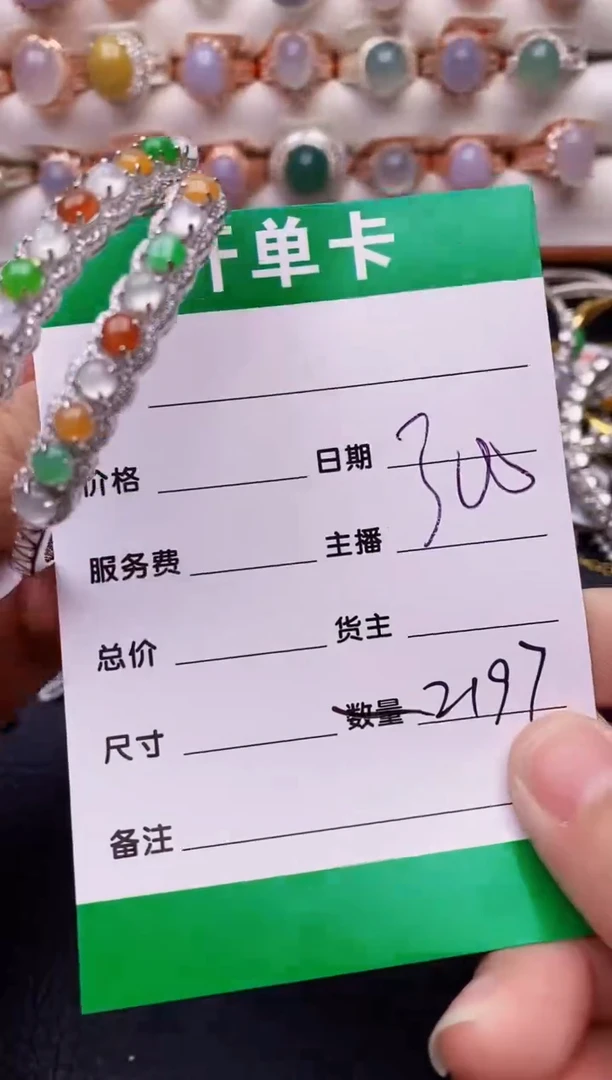 开单卡
价格 日期
服务费 主播
总价 货主
尺寸 数量 2197
备注